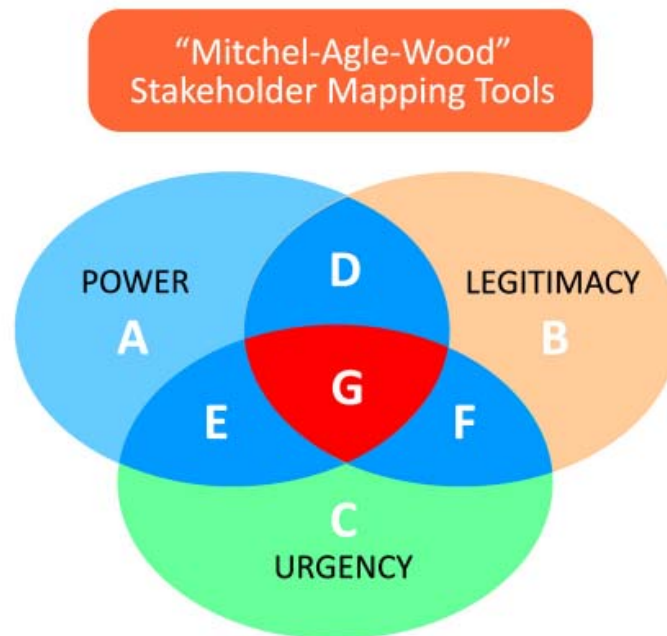 “Mitchel-Agle-Wood”
Stakeholder Mapping Tools
D
POWER
LEGITIMACY
A
B
G
E
F
C
URGENCY